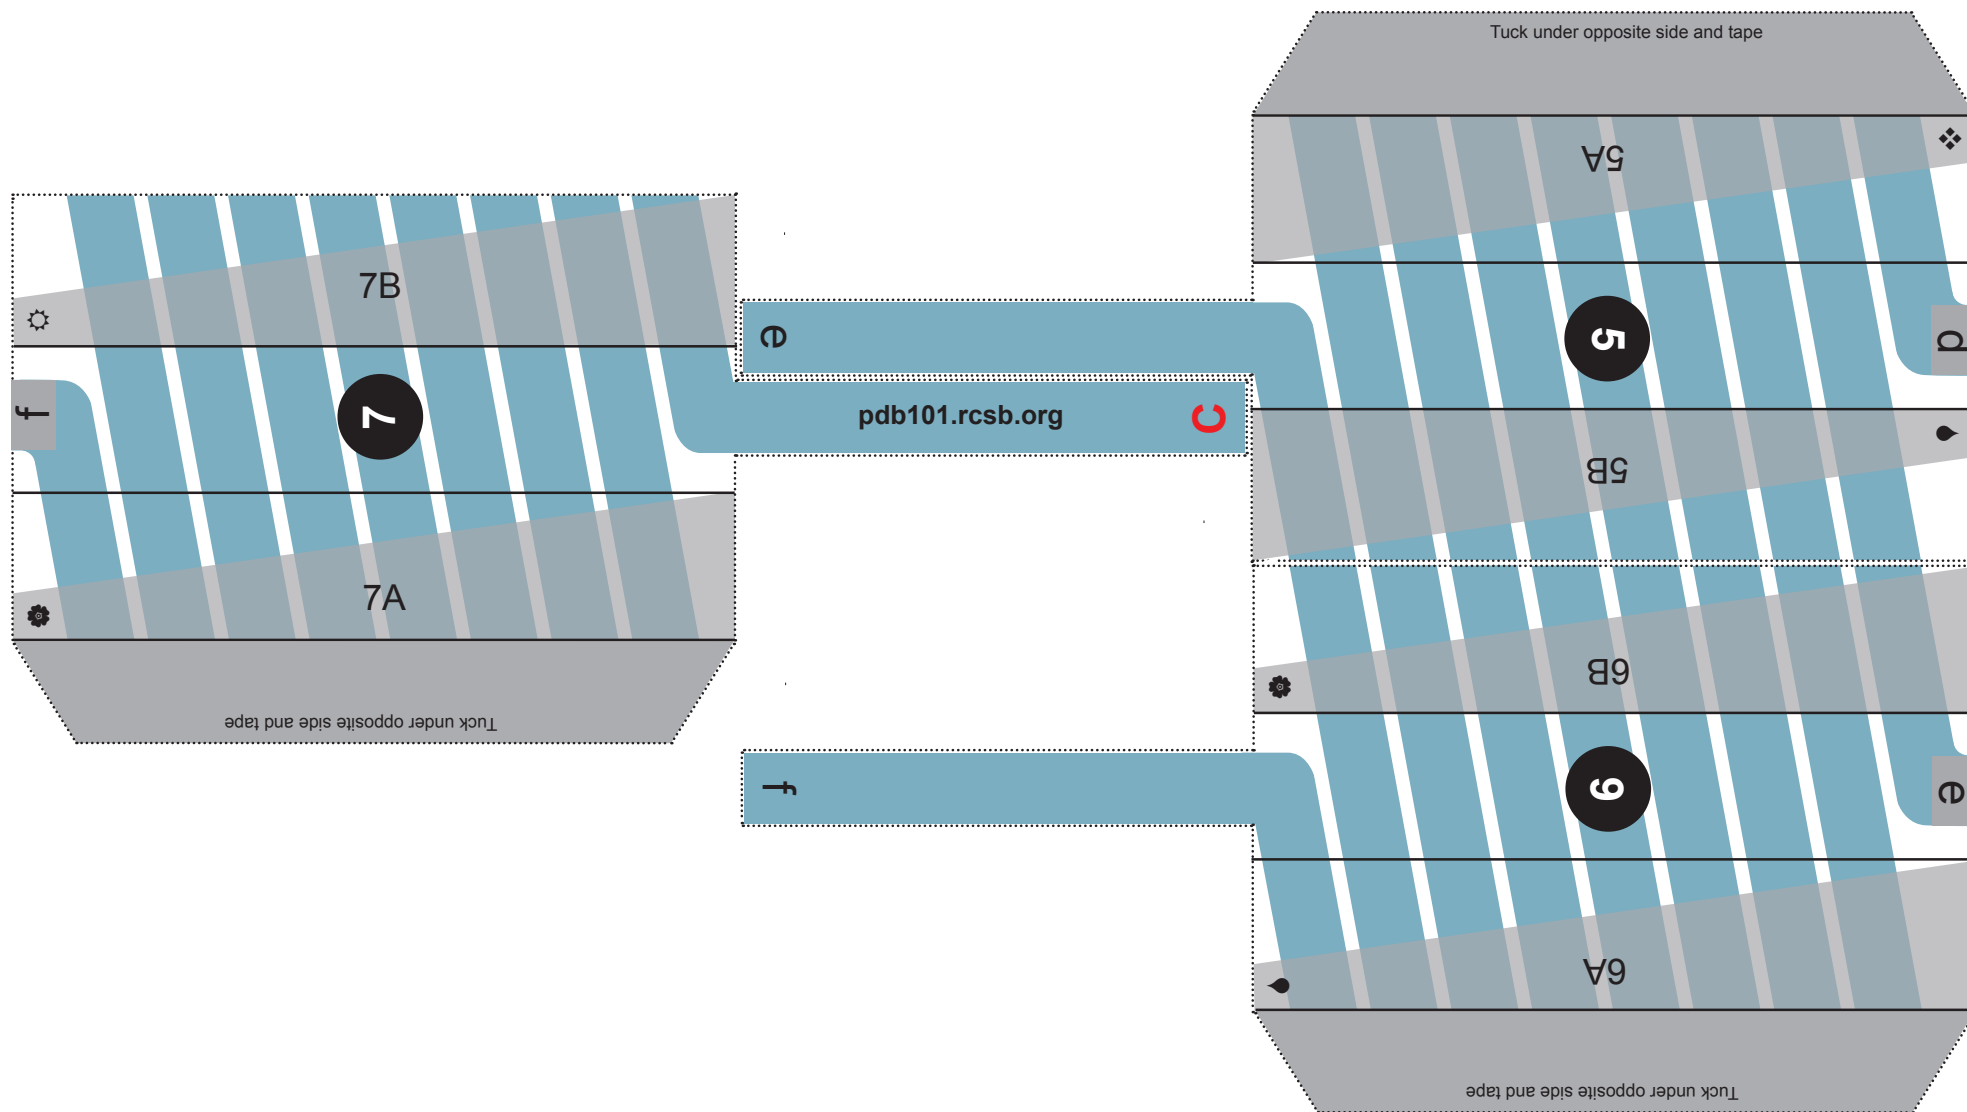 Tuck under opposite side and tape
5A
5
d
5B
7B
7
f
7A
Tuck under opposite side and tape
e
pdb101.rcsb.org
C
f
6B
6
e
6A
Tuck under opposite side and tape